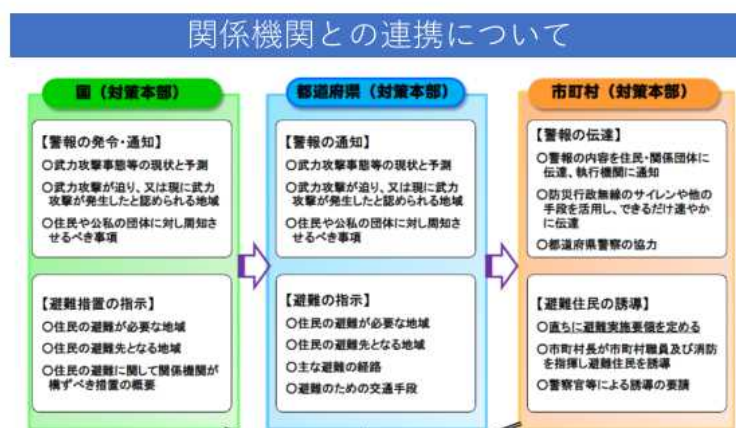 関係機関との連携について
国（対策本部）
【警報の発令・通知】
〇武力攻撃事態等の現状と予測
〇武力攻撃が迫り、又は現に武力
攻撃が発生したと認められる地域
〇住民や公私の団体に対し周知さ
せるべき事項
【避難措置の指示】
〇住民の避難が必要な地域
〇住民の避難先となる地域
〇住民の避難に関して関係機関が
構ずべき措置の概要
都道府県（対策本部）
【警報の通知】
〇武力攻撃事態等の現状と予測
〇武力攻撃が迫り、又は現に武力
攻撃が発生したと認められる地域
〇住民や公私の団体に対し周知さ
せるべき事項
【避難の指示】
〇住民の避難が必要な地域
〇住民の避難先となる地域
〇主な避難の経路
〇避難のための交通手段
市町村（対策本部）
【警報の伝達】
〇警報の内容を住民・関係団体に
伝達、執行機関に通知
〇防災行政無線のサイレンや他の
手段を活用し、できるだけ速やか
に伝達
〇都道府県警察の協力
【避難住民の誘導】
〇直ちに避難実施要領を定める
〇市町村長が市町村職員及び消防
を指揮し避難住民を誘導
〇警察官等による誘導の要請